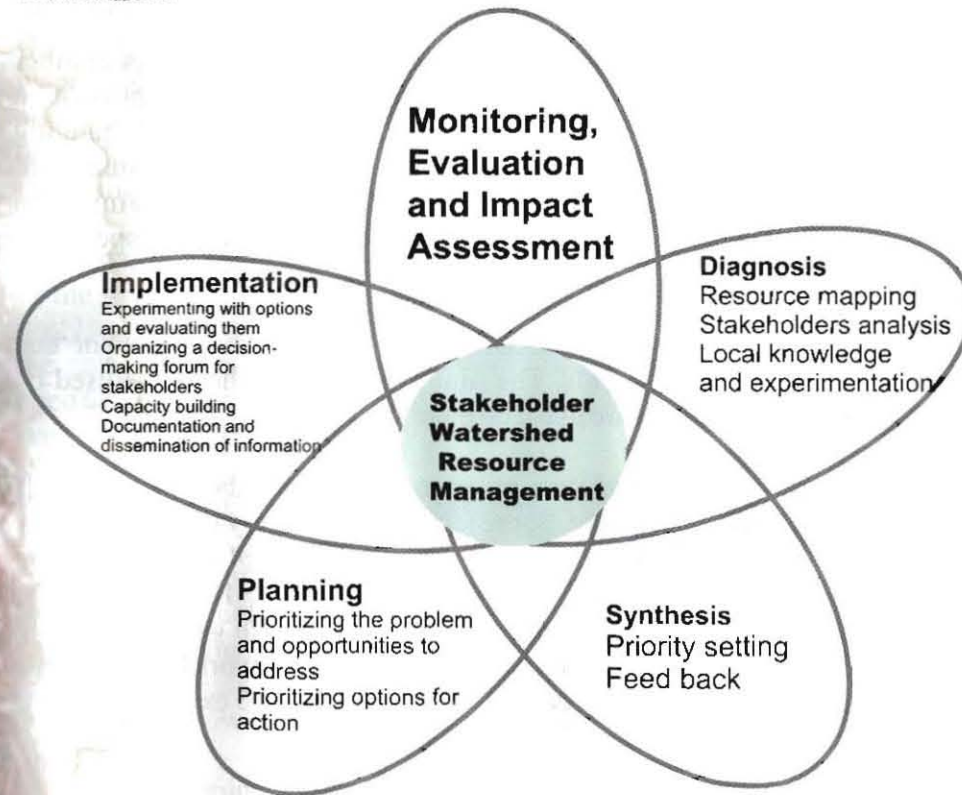 Monitoring,
Evaluation
and Impact
Assessment
Implementation
Experimenting with options
and evaluating them
Organizing a decision-
making forum for
stakeholders
Capacity building
Documentation and
dissemination of information
Diagnosis
Resource mapping
Stakeholders analysis
Local knowledge
and experimentation
Stakeholder
Watershed
Resource
Management
Planning
Prioritizing the problem
and opportunities to
address
Prioritizing options for
action
Synthesis
Priority setting
Feed back